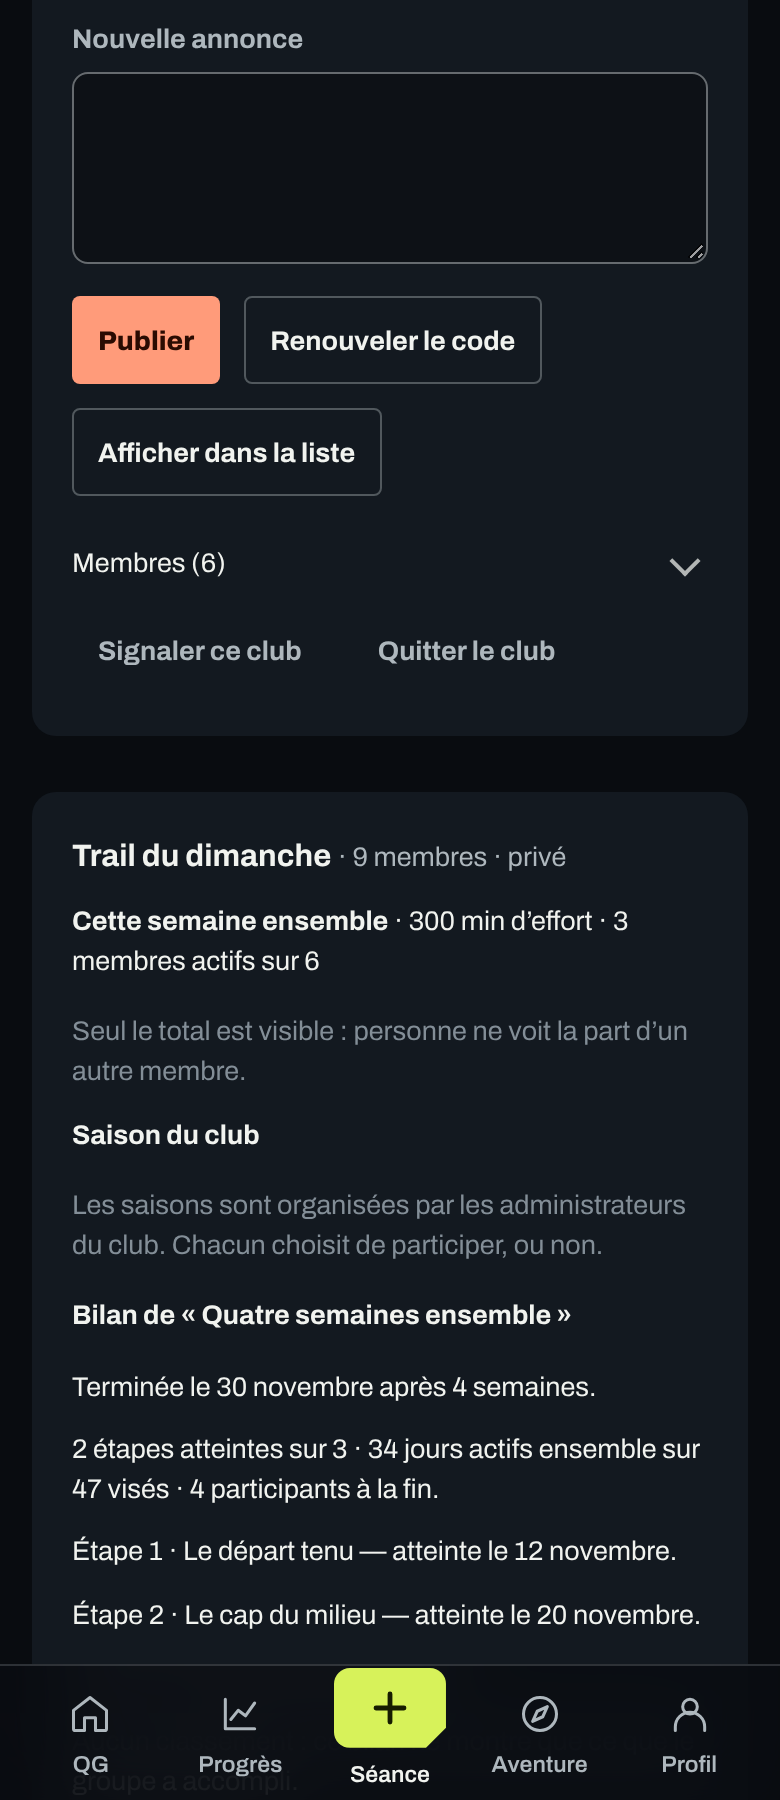 Nouvelle annonce
Publier
Renouveler le code
Afficher dans la liste
Membres (6)
Signaler ce club
Quitter le club
Trail du dimanche · 9 membres · privé
Cette semaine ensemble · 300 min d’effort · 3
membres actifs sur 6
Seul le total est visible : personne ne voit la part d’un
autre membre.
Saison du club
Les saisons sont organisées par les administrateurs
du club. Chacun choisit de participer, ou non.
Bilan de « Quatre semaines ensemble »
Terminée le 30 novembre après 4 semaines.
2 étapes atteintes sur 3 · 34 jours actifs ensemble sur
47 visés · 4 participants à la fin.
Étape 1 · Le départ tenu — atteinte le 12 novembre.
Étape 2 · Le cap du milieu — atteinte le 20 novembre.
groupe a accompli.
QG
Progrès
Séance
Aventure
Profil